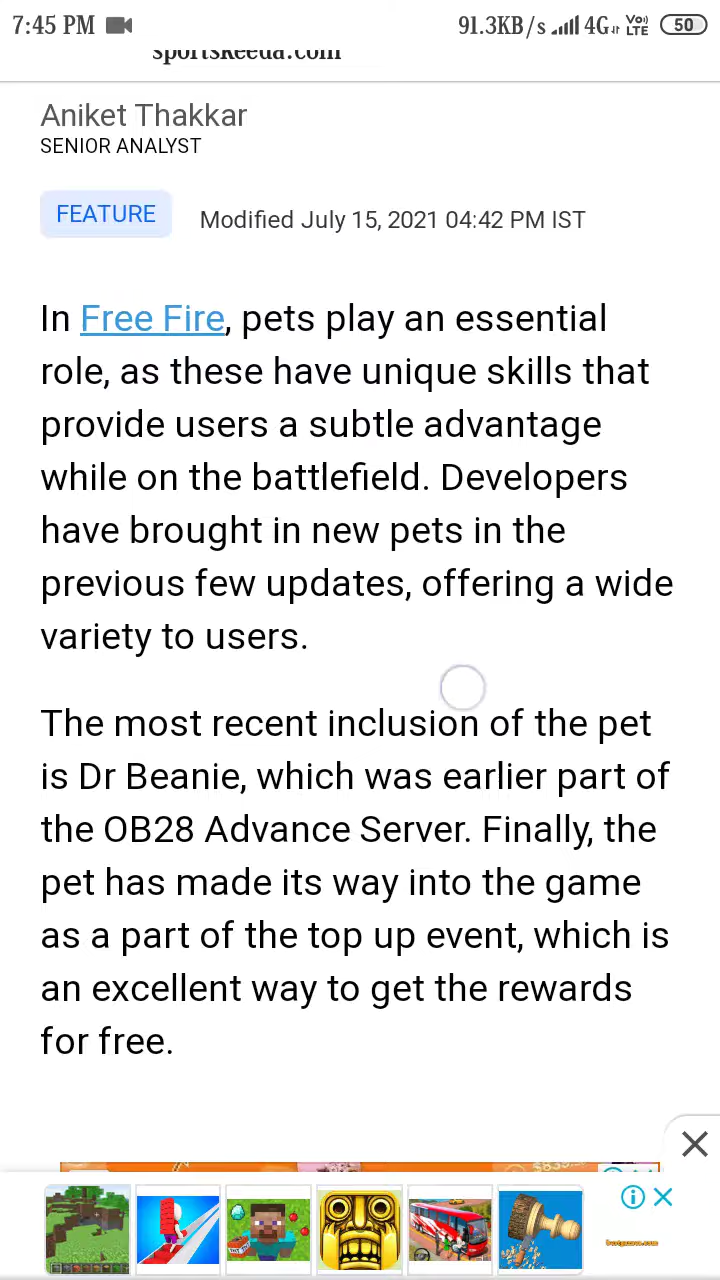 7:45 PM 91.3KB/s 4G VoLTE 50
sportskeeda.com
Aniket Thakkar
SENIOR ANALYST
FEATURE Modified July 15, 2021 04:42 PM IST
In Free Fire, pets play an essential
role, as these have unique skills that
provide users a subtle advantage
while on the battlefield. Developers
have brought in new pets in the
previous few updates, offering a wide
variety to users.
The most recent inclusion of the pet
is Dr Beanie, which was earlier part of
the OB28 Advance Server. Finally, the
pet has made its way into the game
as a part of the top up event, which is
an excellent way to get the rewards
for free.